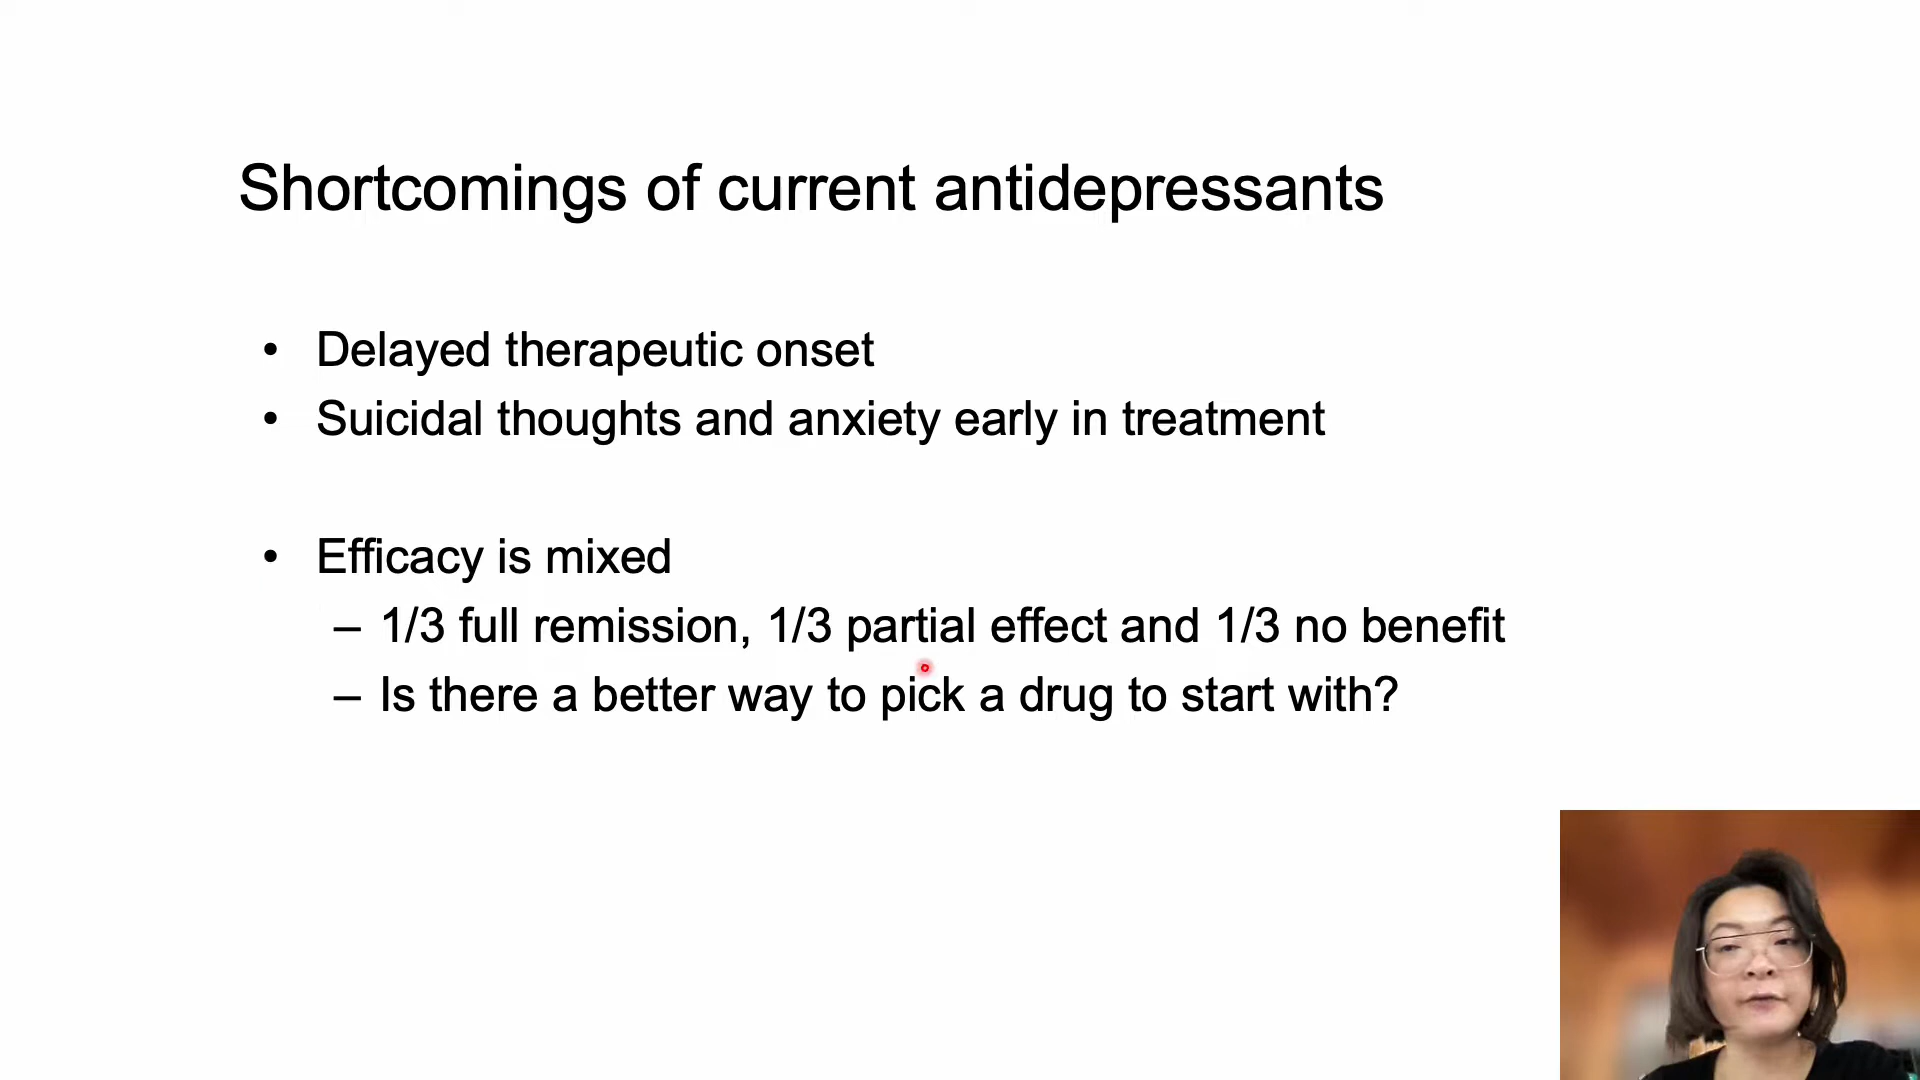 Shortcomings of current antidepressants
• Delayed therapeutic onset
• Suicidal thoughts and anxiety early in treatment
• Efficacy is mixed
– 1/3 full remission, 1/3 partial effect and 1/3 no benefit
– Is there a better way to pick a drug to start with?